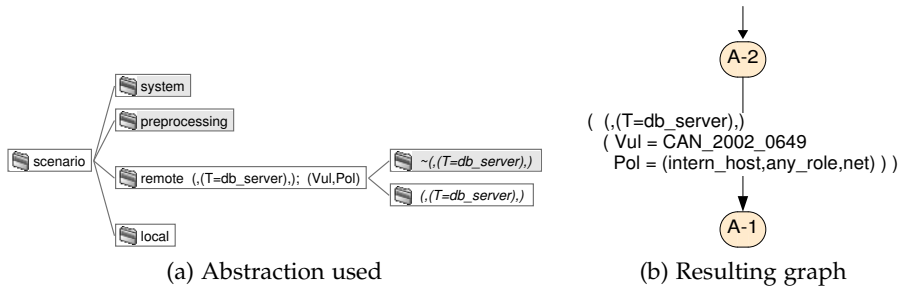 system
preprocessing
scenario
remote (,(T=db_server),); (Vul,Pol)
~(,(T=db_server),)
(,(T=db_server),)
local
(a) Abstraction used
A-2
( (,(T=db_server),)
( Vul = CAN_2002_0649
Pol = (intern_host,any_role,net) ) )
A-1
(b) Resulting graph